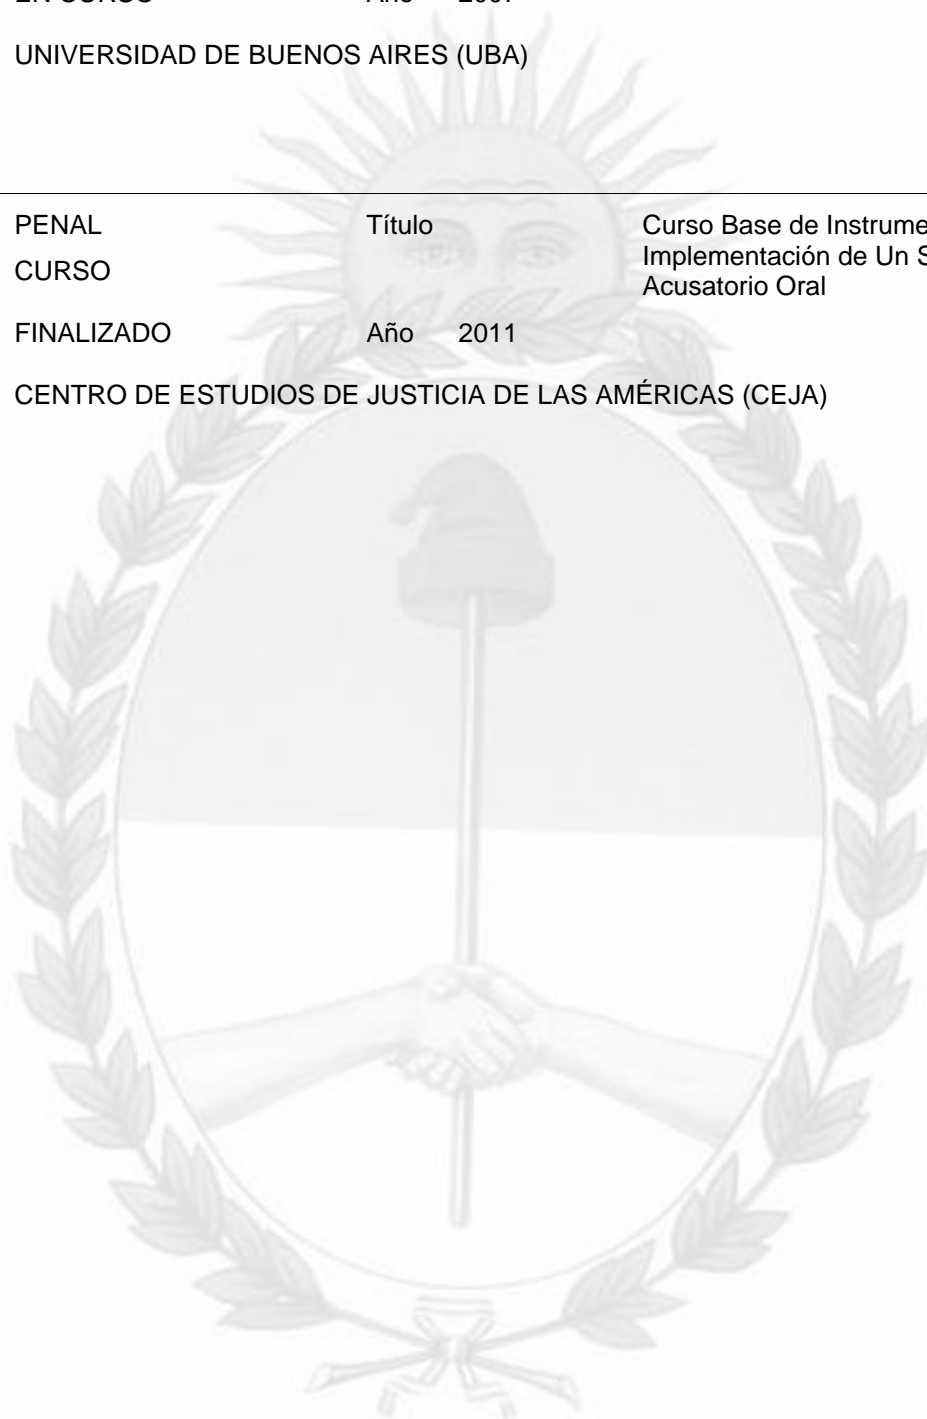 UNIVERSIDAD DE BUENOS AIRES (UBA)
PENAL Título Curso Base de
CURSO Implementación de Un
Acusatorio Oral
FINALIZADO Año 2011
CENTRO DE ESTUDIOS DE JUSTICIA DE LAS AMÉRICAS (CEJA)